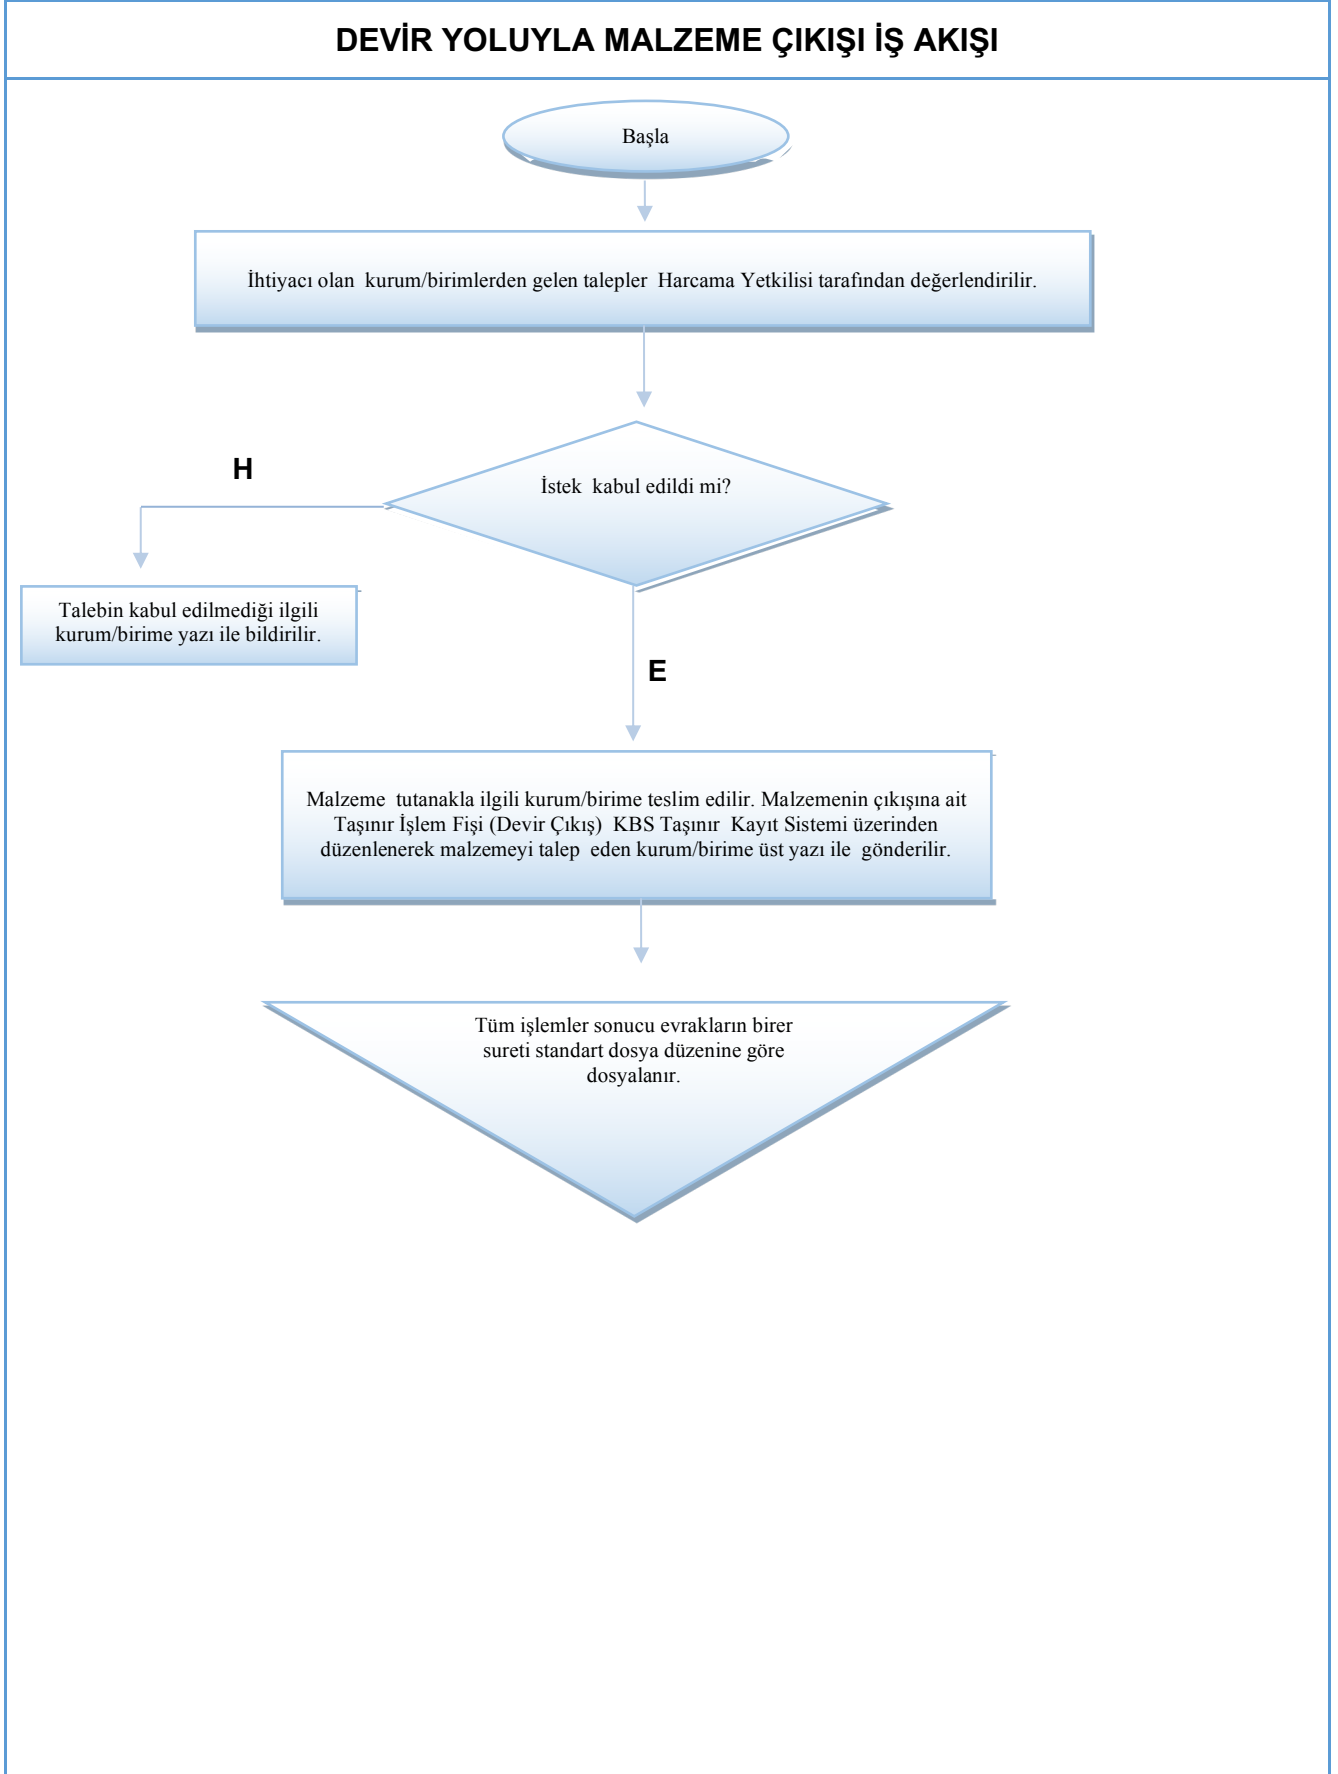 DEVİR YOLUYLA MALZEME ÇIKIŞI İŞ AKIŞI
Başla
İhtiyacı olan kurum/birimlerden gelen talepler Harcama Yetkilisi tarafından değerlendirilir.
H
İstek kabul edildi mi?
Talebin kabul edilmediği ilgili
kurum/birime yazı ile bildirilir.
E
Malzeme tutanakla ilgili kurum/birime teslim edilir. Malzemenin çıkışına ait
Taşınır İşlem Fişi (Devir Çıkış) KBS Taşınır Kayıt Sistemi üzerinden
düzenlenerek malzemeyi talep eden kurum/birime üst yazı ile gönderilir.
Tüm işlemler sonucu evrakların birer
sureti standart dosya düzenine göre
dosyalanır.